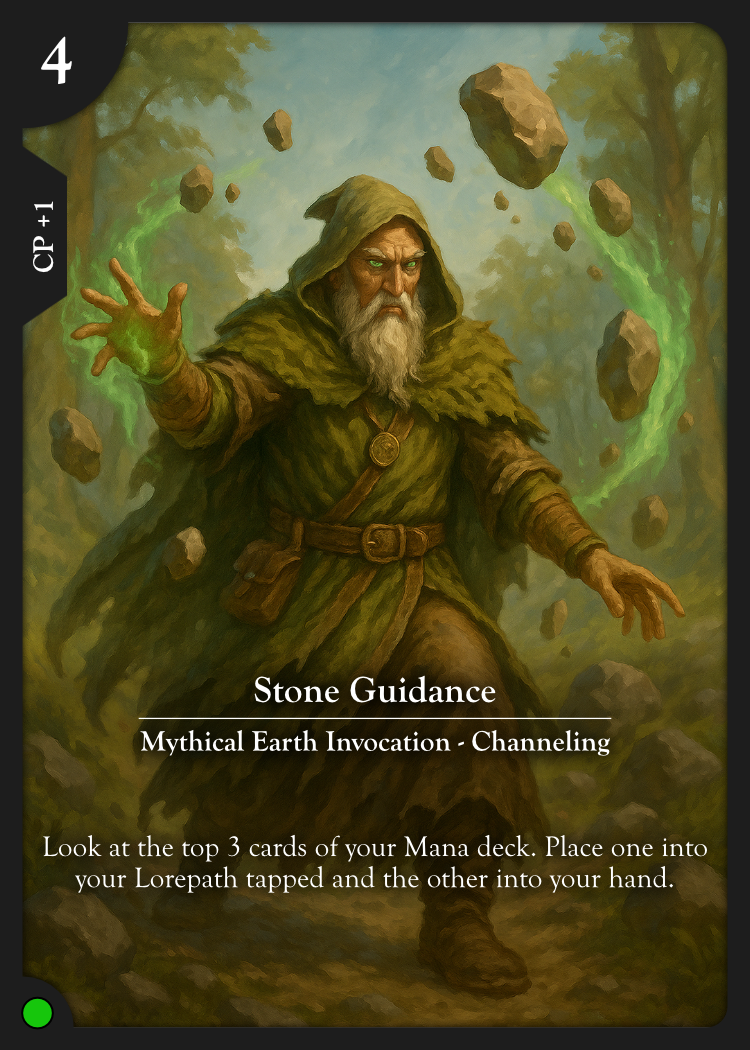 4
CP +1
Stone Guidance
Mythical Earth Invocation - Channeling
Look at the top 3 cards of your Mana deck. Place one into
your Lorepath tapped and the other into your hand.